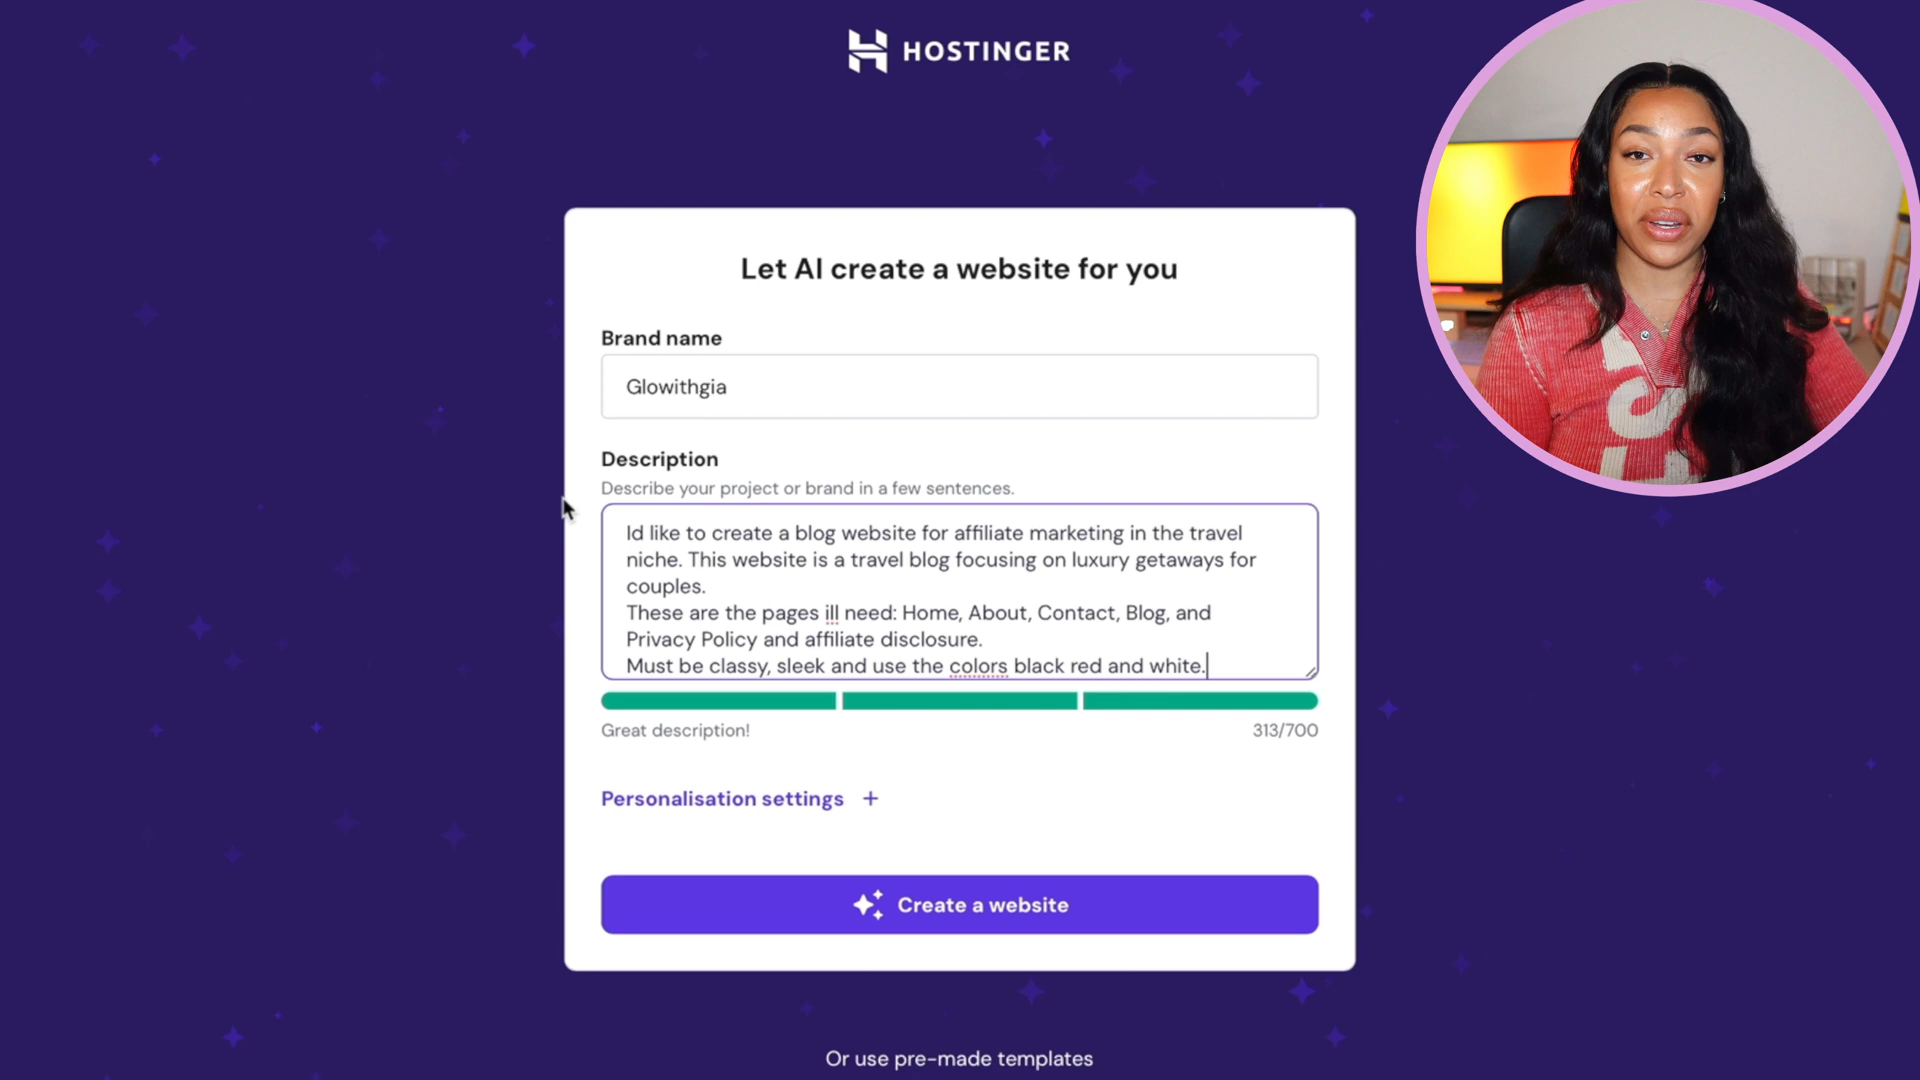 HOSTINGER
Let AI create a website for you
Brand name
Glowithgia
Description
Describe your project or brand in a few sentences.
Id like to create a blog website for affiliate marketing in the travel
niche. This website is a travel blog focusing on luxury getaways for
couples.
These are the pages ill need: Home, About, Contact, Blog, and
Privacy Policy and affiliate disclosure.
Must be classy, sleek and use the colors black red and white.
Great description!
313/700
Personalisation settings +
Create a website
Or use pre-made templates